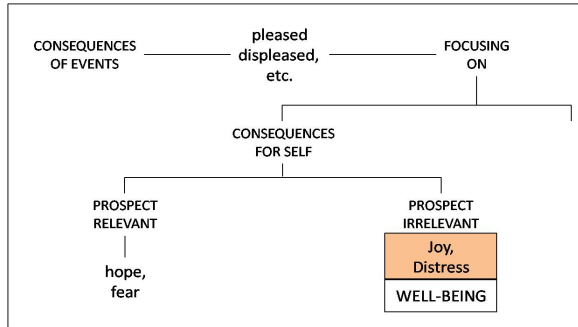 CONSEQUENCES
OF EVENTS
pleased
displeased,
etc.
FOCUSING
ON
CONSEQUENCES
FOR SELF
PROSPECT
RELEVANT
hope,
fear
PROSPECT
IRRELEVANT
Joy,
Distress
WELL-BEING